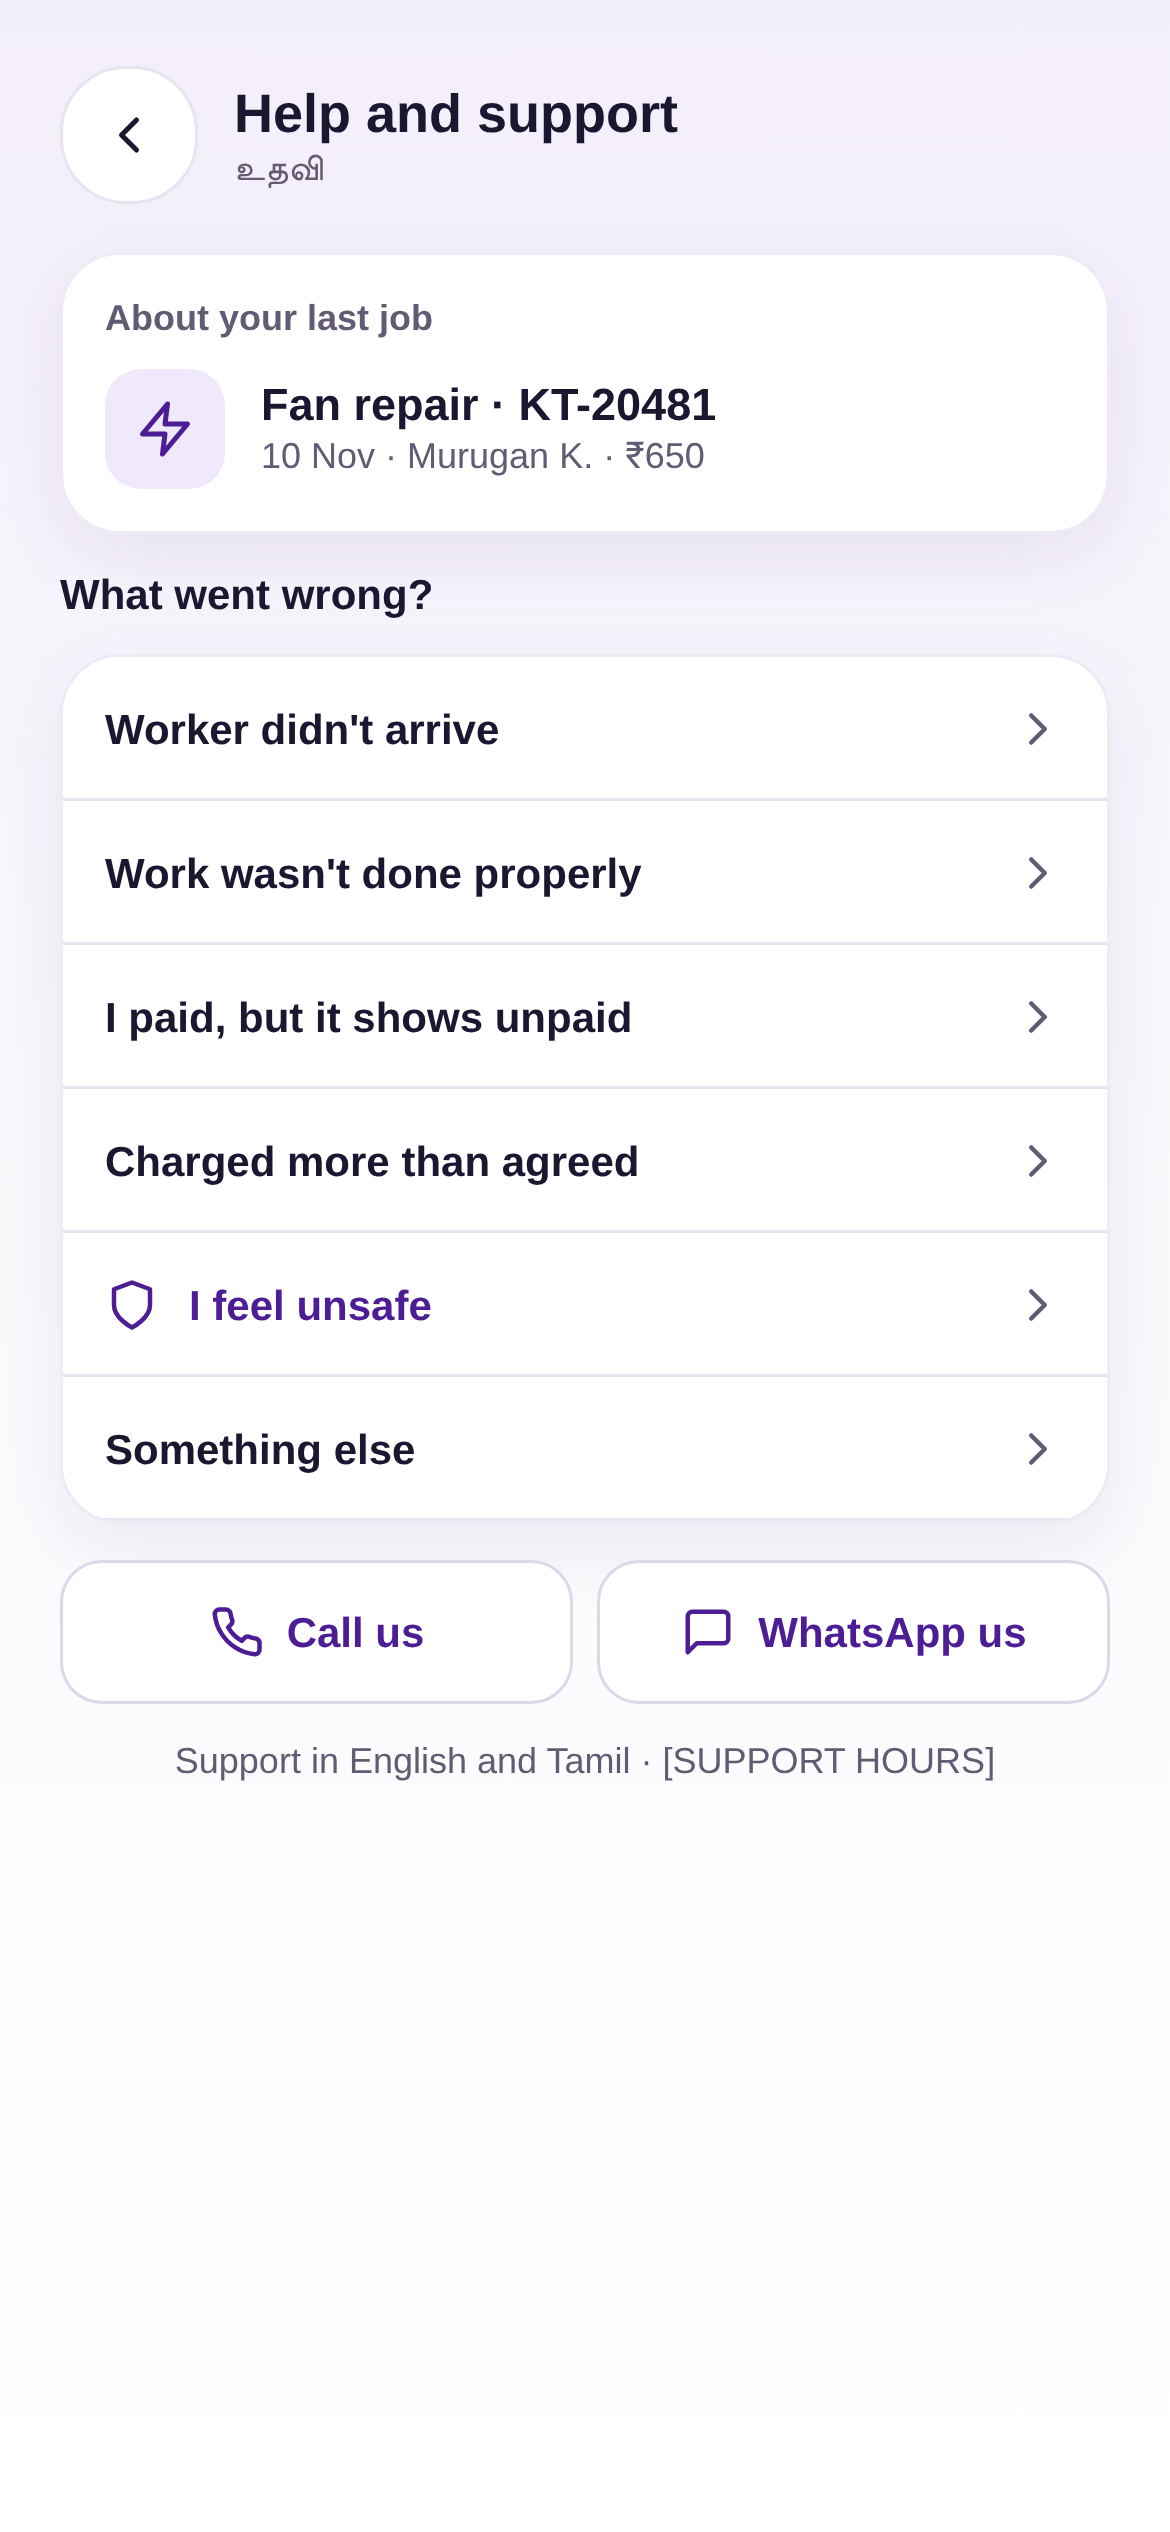 Help and support
உதவி
About your last job
Fan repair · KT-20481
10 Nov · Murugan K. · ₹650
What went wrong?
Worker didn't arrive
Work wasn't done properly
I paid, but it shows unpaid
Charged more than agreed
I feel unsafe
Something else
Call us
WhatsApp us
Support in English and Tamil · [SUPPORT HOURS]